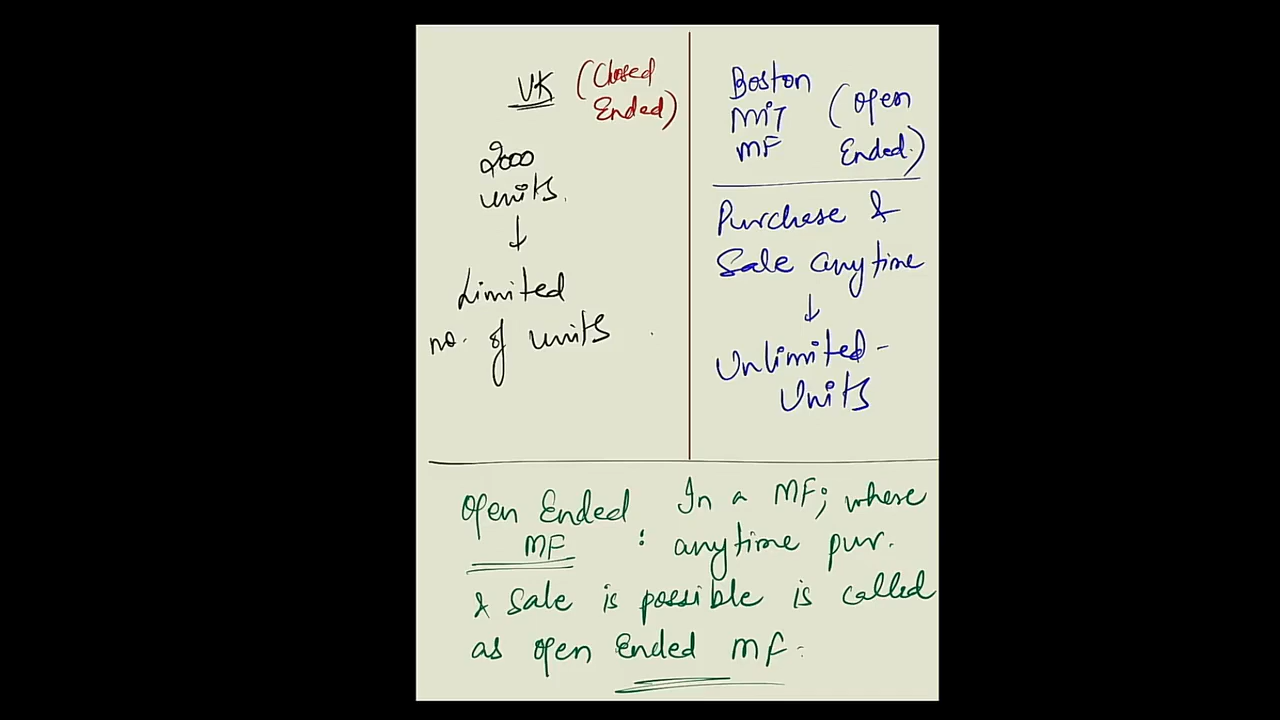 UK (Closed
Ended)
2000
units.
↓
Limited
no. of units
Boston
MIT (Open
MF Ended.)
Purchase &
Sale anytime
↓
Unlimited-
Units
Open Ended In a MF; where
MF : anytime pur.
& Sale is possible is called
as open Ended MF.